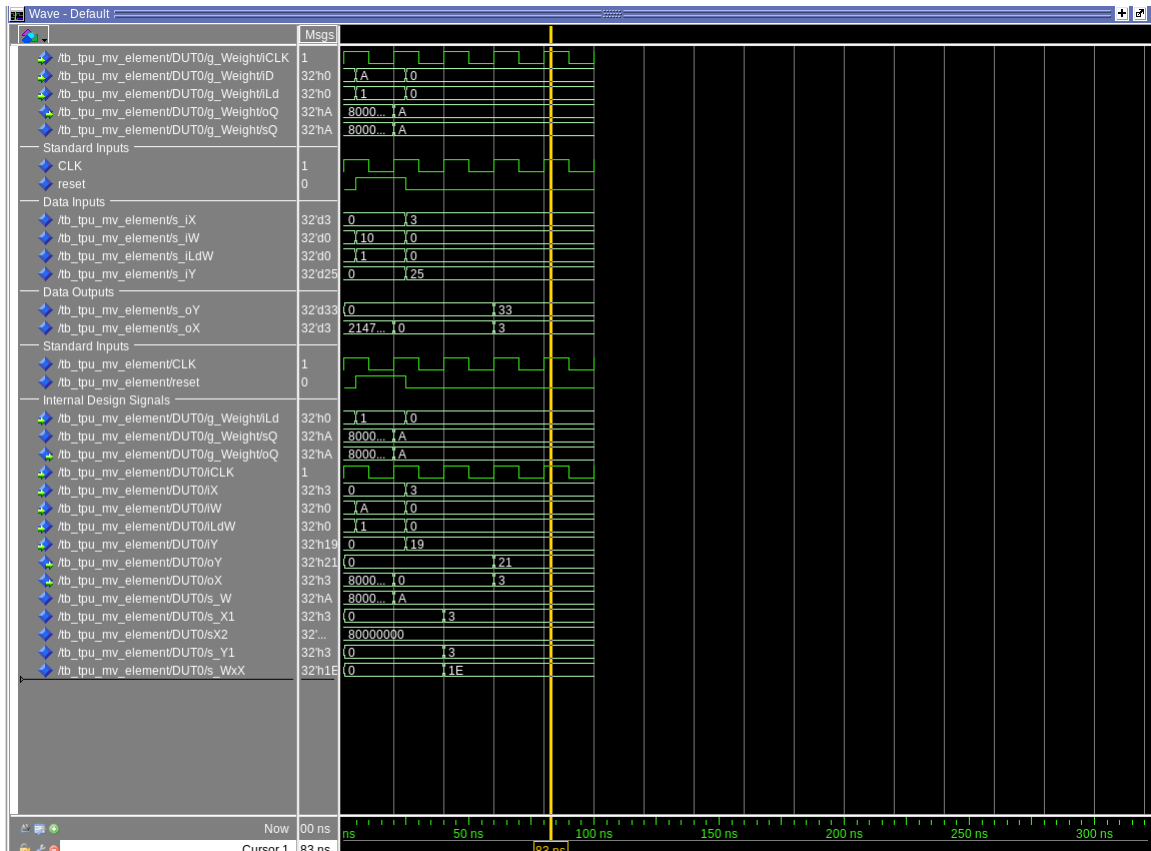 Wave - Default
Msgs
/tb_tpu_mv_element/DUT0/g_Weight/iCLK 1
/tb_tpu_mv_element/DUT0/g_Weight/iD 32'h0 A 0
/tb_tpu_mv_element/DUT0/g_Weight/iLd 32'h0 1 0
/tb_tpu_mv_element/DUT0/g_Weight/oQ 32'hA 8000... A
/tb_tpu_mv_element/DUT0/g_Weight/sQ 32'hA 8000... A
Standard Inputs
CLK 1
reset 0
Data Inputs
/tb_tpu_mv_element/s_iX 32'd3 0 3
/tb_tpu_mv_element/s_iW 32'd0 10 0
/tb_tpu_mv_element/s_iLdW 32'd0 1 0
/tb_tpu_mv_element/s_iY 32'd25 0 25
Data Outputs
/tb_tpu_mv_element/s_oY 32'd33 0 33
/tb_tpu_mv_element/s_oX 32'd3 2147... 0 3
Standard Inputs
/tb_tpu_mv_element/CLK 1
/tb_tpu_mv_element/reset 0
Internal Design Signals
/tb_tpu_mv_element/DUT0/g_Weight/iLd 32'h0 1 0
/tb_tpu_mv_element/DUT0/g_Weight/sQ 32'hA 8000... A
/tb_tpu_mv_element/DUT0/g_Weight/oQ 32'hA 8000... A
/tb_tpu_mv_element/DUT0/iCLK 1
/tb_tpu_mv_element/DUT0/iX 32'h3 0 3
/tb_tpu_mv_element/DUT0/iW 32'h0 A 0
/tb_tpu_mv_element/DUT0/iLdW 32'h0 1 0
/tb_tpu_mv_element/DUT0/iY 32'h19 0 19
/tb_tpu_mv_element/DUT0/oY 32'h21 0 21
/tb_tpu_mv_element/DUT0/oX 32'h3 8000... 0 3
/tb_tpu_mv_element/DUT0/s_W 32'hA 8000... A
/tb_tpu_mv_element/DUT0/s_X1 32'h3 0 3
/tb_tpu_mv_element/DUT0/sX2 32'... 80000000
/tb_tpu_mv_element/DUT0/s_Y1 32'h3 0 3
/tb_tpu_mv_element/DUT0/s_WxX 32'h1E 0 1E
Now 00 ns ns 50 ns 100 ns 150 ns 200 ns 250 ns 300 ns
Cursor 1 83 ns 83 ns